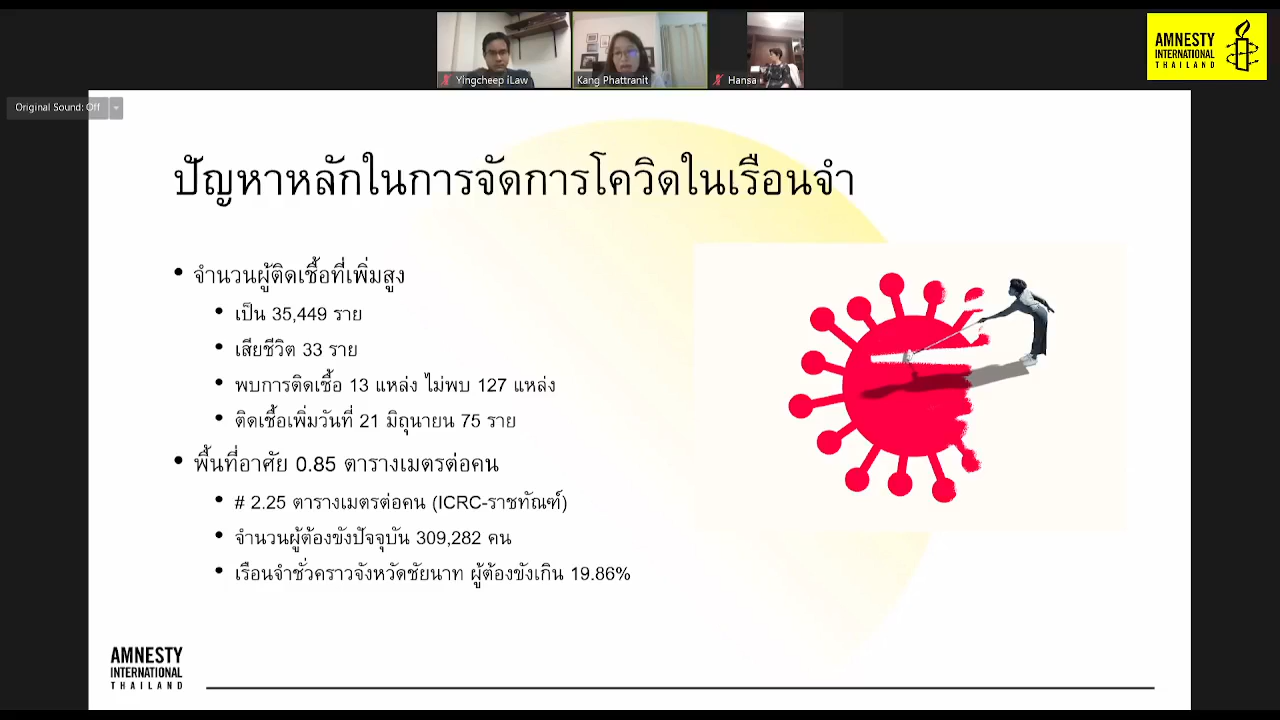 Yingcheep iLaw
Kang Phattranit
Hansa
AMNESTY
INTERNATIONAL
THAILAND
Original Sound: Off
ปัญหาหลักในการจัดการโควิดในเรือนจำ
• จำนวนผู้ติดเชื้อที่เพิ่มสูง
• เป็น 35,449 ราย
• เสียชีวิต 33 ราย
• พบการติดเชื้อ 13 แหล่ง ไม่พบ 127 แหล่ง
• ติดเชื้อเพิ่มวันที่ 21 มิถุนายน 75 ราย
• พื้นที่อาศัย 0.85 ตารางเมตรต่อคน
• # 2.25 ตารางเมตรต่อคน (ICRC-ราชทัณฑ์)
• จำนวนผู้ต้องขังปัจจุบัน 309,282 คน
• เรือนจำชั่วคราวจังหวัดชัยนาท ผู้ต้องขังเกิน 19.86%
AMNESTY
INTERNATIONAL
THAILAND